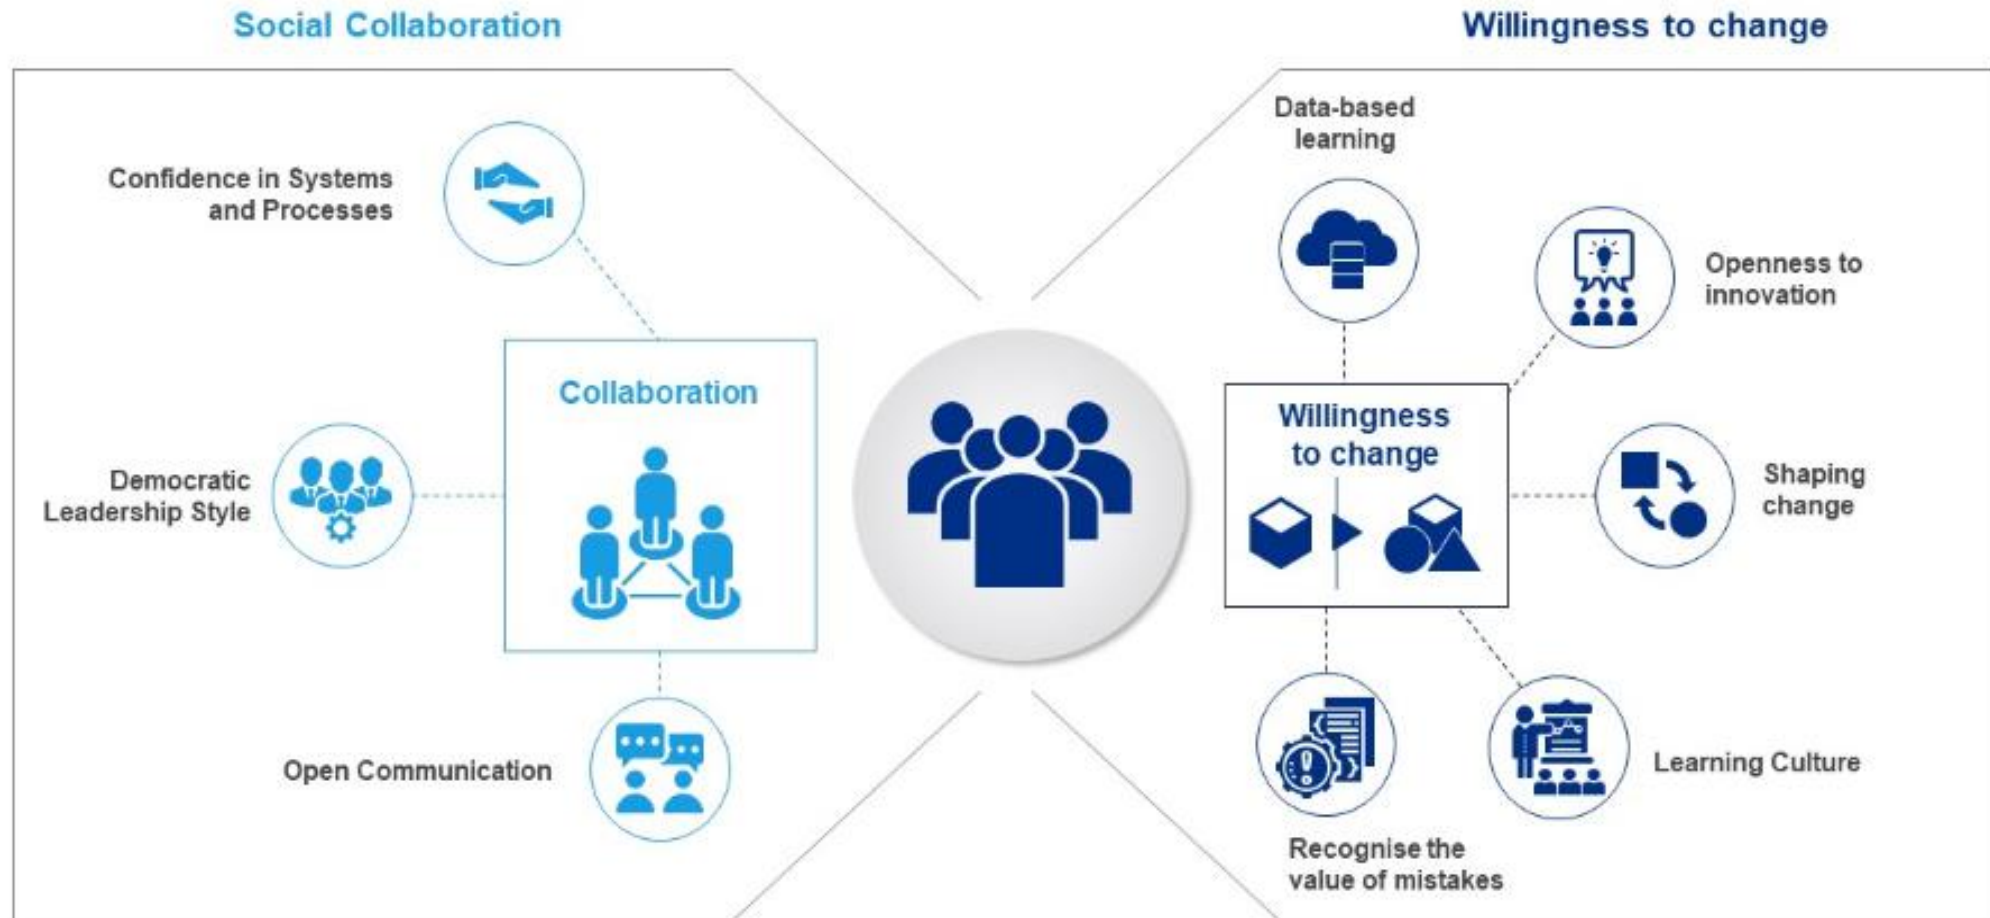 Social Collaboration
Confidence in Systems
and Processes
Collaboration
Democratic
Leadership Style
Open Communication
Willingness to change
Data-based
learning
Openness to
innovation
Willingness
to change
Shaping
change
Learning Culture
Recognise the
value of mistakes